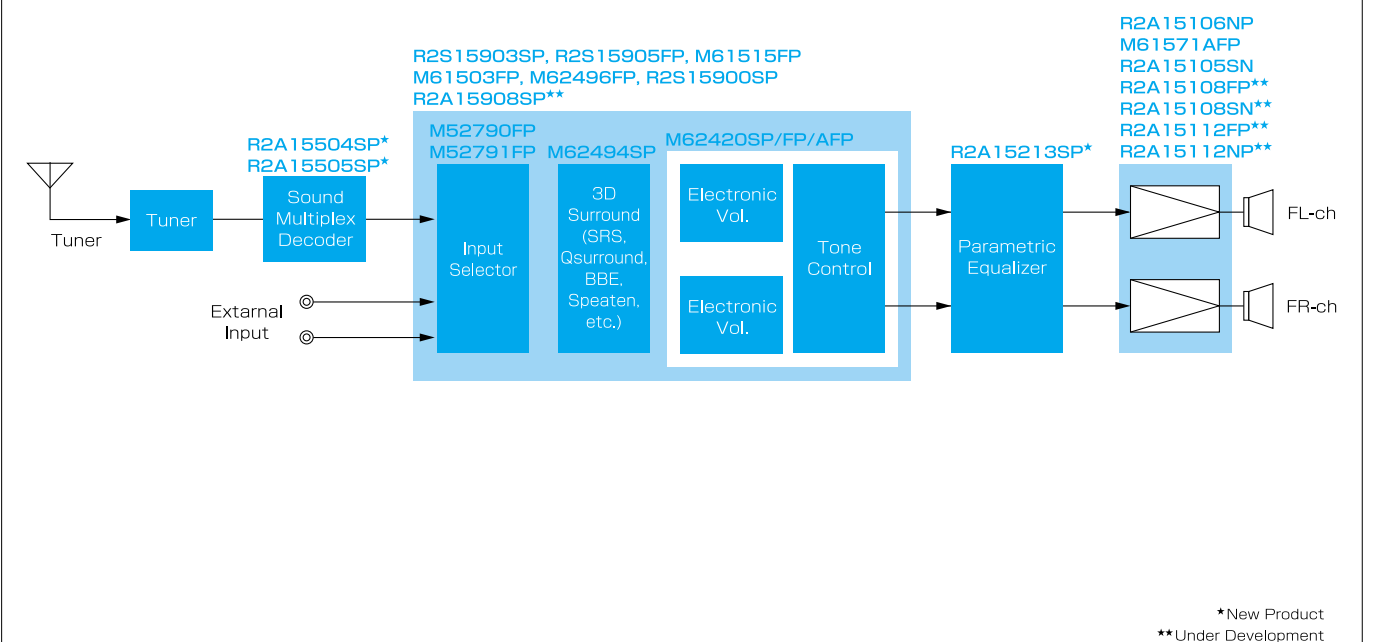 R2S15903SP, R2S15905FP, M61515FP
M61503FP, M62496FP, R2S15900SP
R2A15908SP★★
R2A15106NP
M61571AFP
R2A15105SN
R2A15108FP★★
R2A15108SN★★
R2A15112FP★★
R2A15112NP★★
R2A15504SP★
R2A15505SP★
M52790FP
M52791FP
M62494SP
M62420SP/FP/AFP
R2A15213SP★
Tuner
Tuner
Sound
Multiplex
Decoder
Extarnal
Input
Input
Selector
3D
Surround
(SRS,
Qsurround,
BBE,
Speaten,
etc.)
Electronic
Vol.
Electronic
Vol.
Tone
Control
Parametric
Equalizer
FL-ch
FR-ch
★New Product
★★Under Development